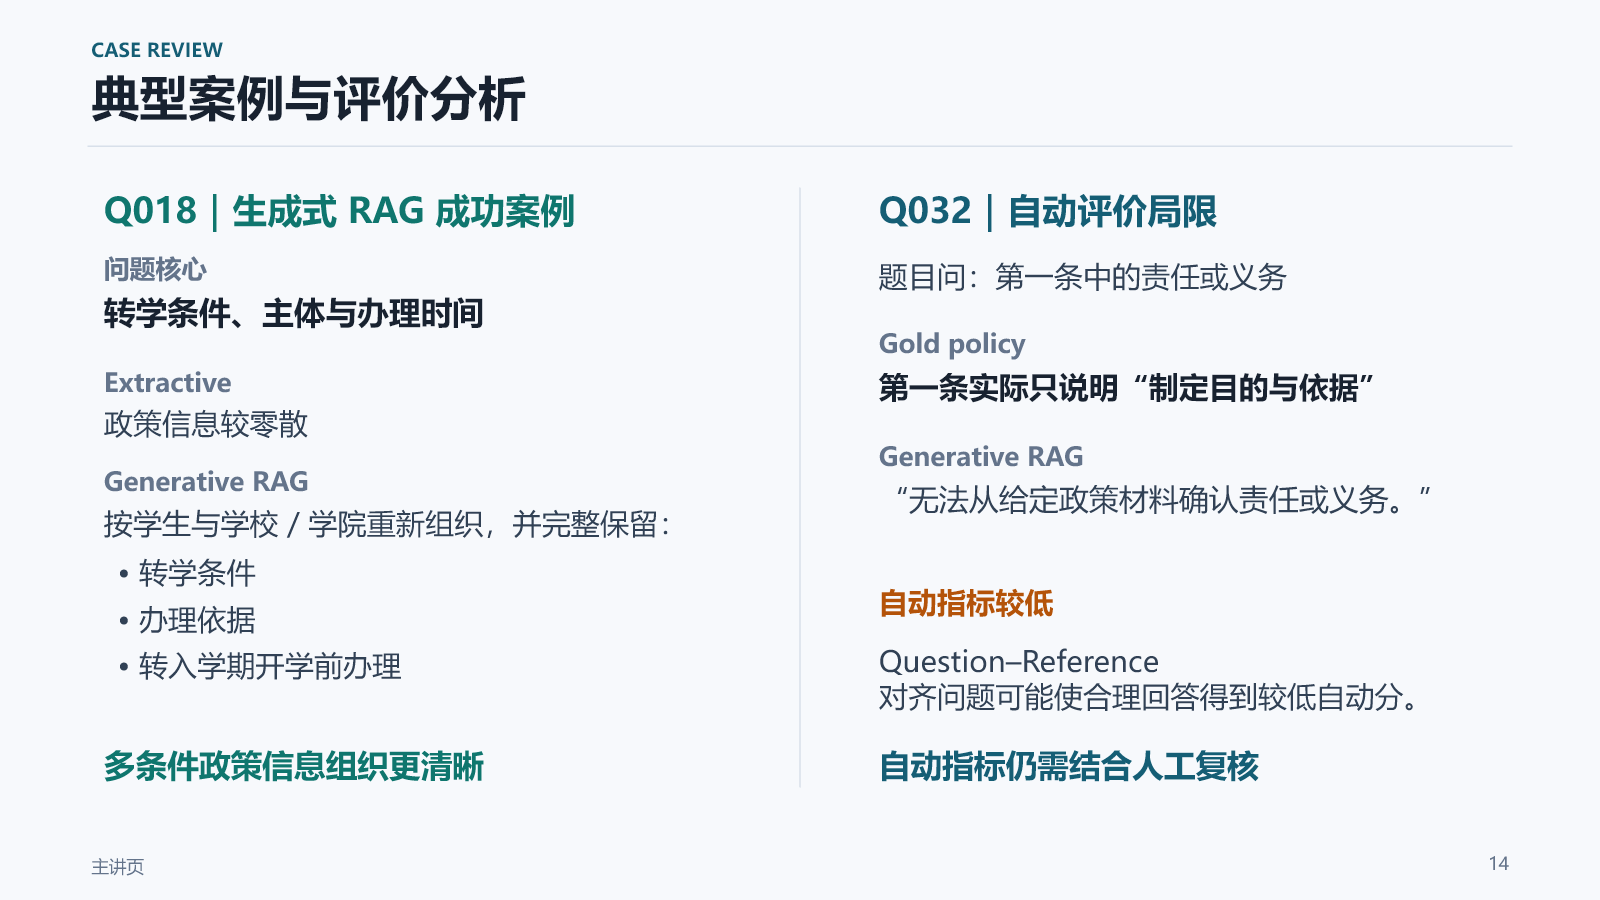 CASE REVIEW
典型案例与评价分析
Q018｜生成式 RAG 成功案例
问题核心
转学条件、主体与办理时间
Extractive
政策信息较零散
Generative RAG
按学生与学校 / 学院重新组织，并完整保留：
• 转学条件
• 办理依据
• 转入学期开学前办理
多条件政策信息组织更清晰
Q032｜自动评价局限
题目问：第一条中的责任或义务
Gold policy
第一条实际只说明“制定目的与依据”
Generative RAG
“无法从给定政策材料确认责任或义务。”
自动指标较低
Question–Reference
对齐问题可能使合理回答得到较低自动分。
自动指标仍需结合人工复核
主讲页
14